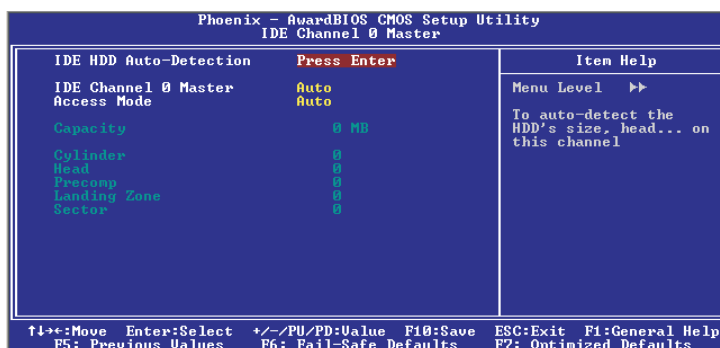 Phoenix - AwardBIOS CMOS Setup Utility
IDE Channel 0 Master
IDE HDD Auto-Detection Press Enter
IDE Channel 0 Master Auto
Access Mode Auto
Capacity 0 MB
Cylinder 0
Head 0
Precomp 0
Landing Zone 0
Sector 0
Item Help
Menu Level ▶▶
To auto-detect the
HDD's size, head... on
this channel
↑↓→←:Move Enter:Select +/-/PU/PD:Value F10:Save ESC:Exit F1:General Help
F5: Previous Values F6: Fail-Safe Defaults F7: Optimized Defaults